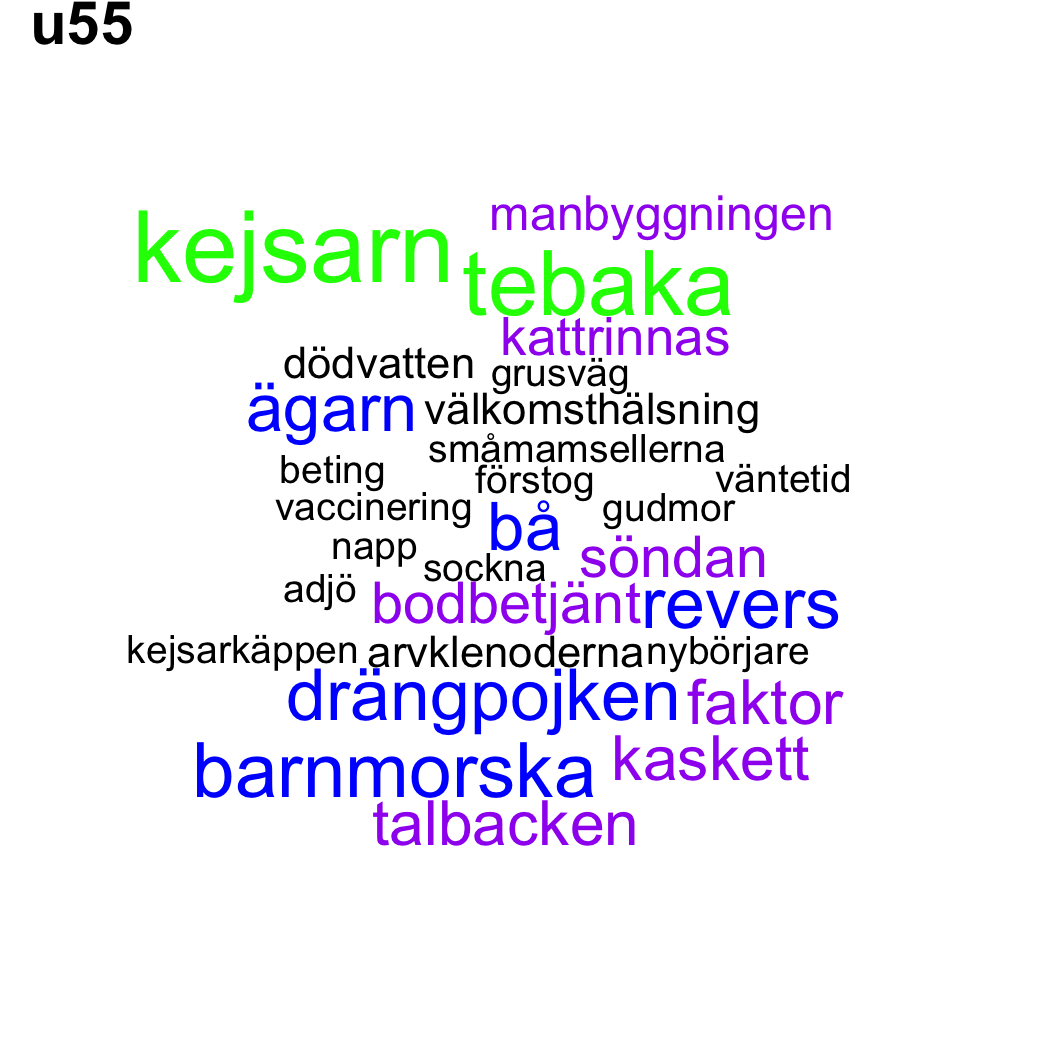 u55
manbyggningen
kejsarn
tebaka
kattrinnas
dödvatten
grusväg
ägarn
välkomsthälsning
småmamsellerna
beting
förstog
väntetid
vaccinering
gudmor
bå
napp
söndan
sockna
adjö
bodbetjänt
revers
kejsarkäppen
arvklenoderna
nybörjare
drängpojken
faktor
kaskett
barnmorska
talbacken